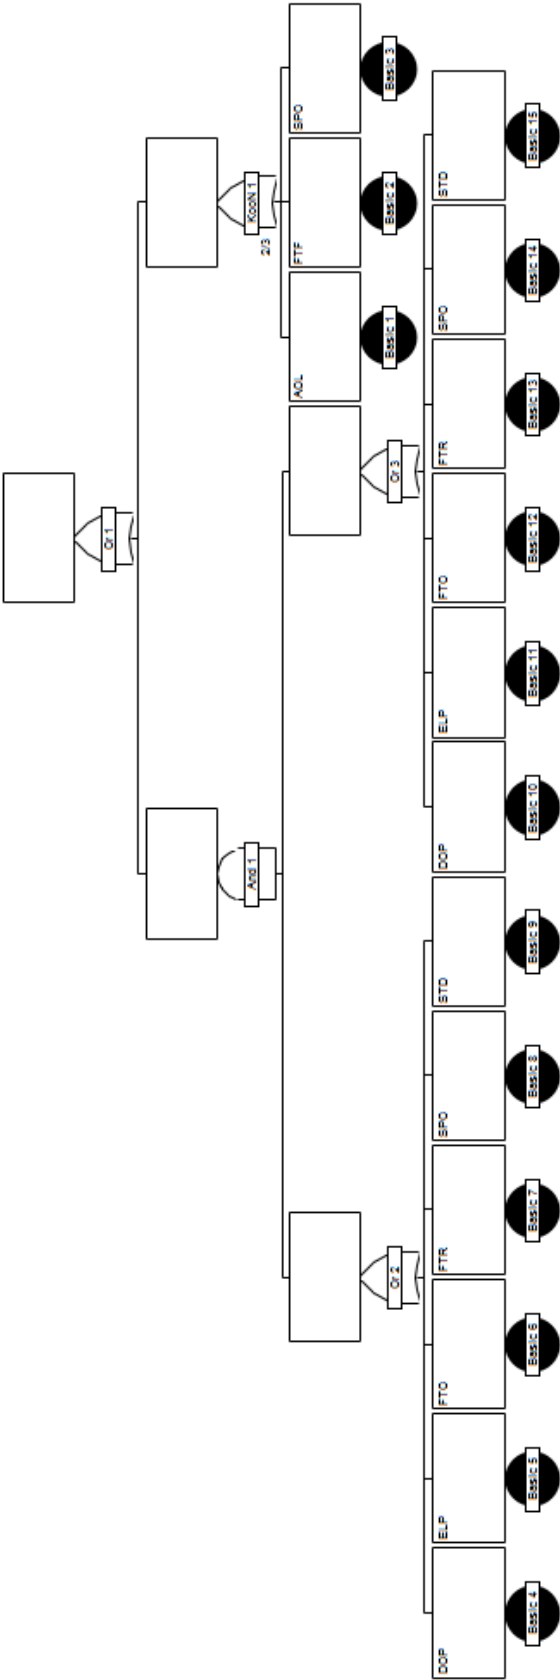 Or 1
And 1
KooN 1
2/3
AOL
FTF
SPO
Or 2
Or 3
Basic 1
Basic 2
Basic 3
DOP
ELP
FTO
FTR
SPO
STD
DOP
ELP
FTO
FTR
SPO
STD
Basic 4
Basic 5
Basic 6
Basic 7
Basic 8
Basic 9
Basic 10
Basic 11
Basic 12
Basic 13
Basic 14
Basic 15